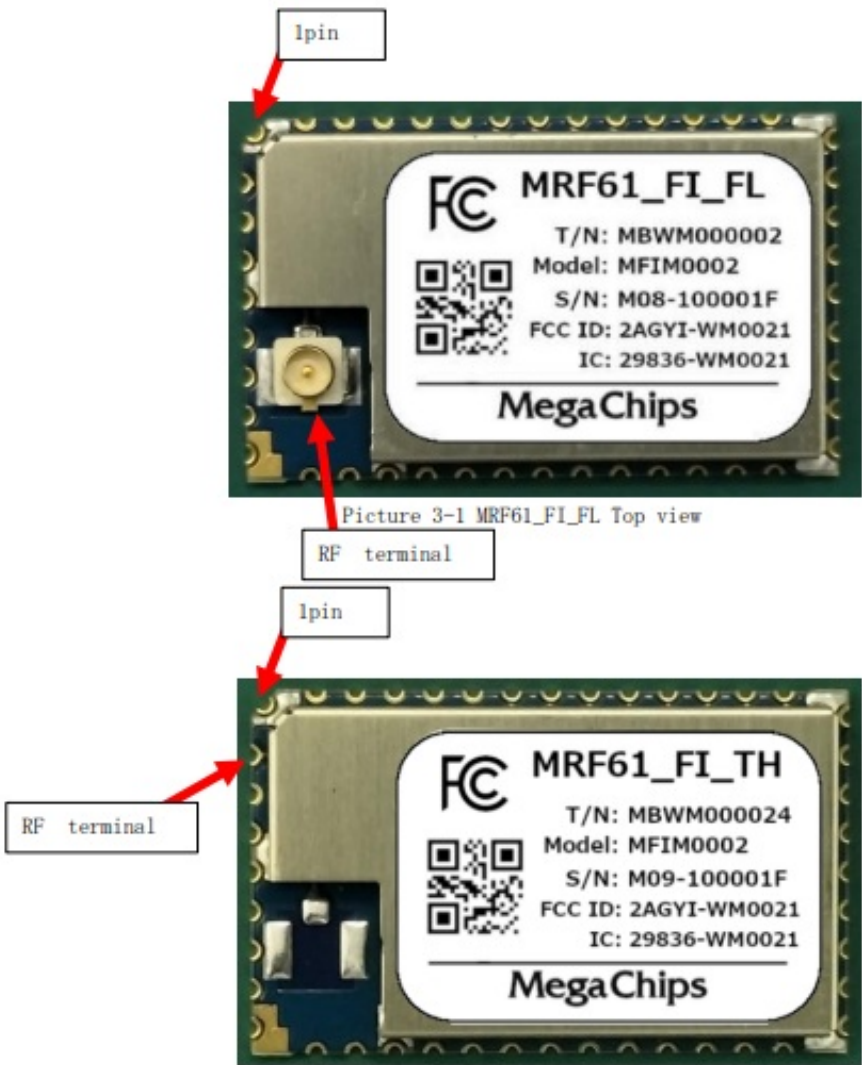 1pin
FC
MRF61_FI_FL
T/N: MBWM000002
Model: MFIM0002
S/N: M08-100001F
FCC ID: 2AGYI-WM0021
IC: 29836-WM0021
MegaChips
Picture 3-1 MRF61_FI_FL Top view
RF terminal
1pin
RF terminal
FC
MRF61_FI_TH
T/N: MBWM000024
Model: MFIM0002
S/N: M09-100001F
FCC ID: 2AGYI-WM0021
IC: 29836-WM0021
MegaChips